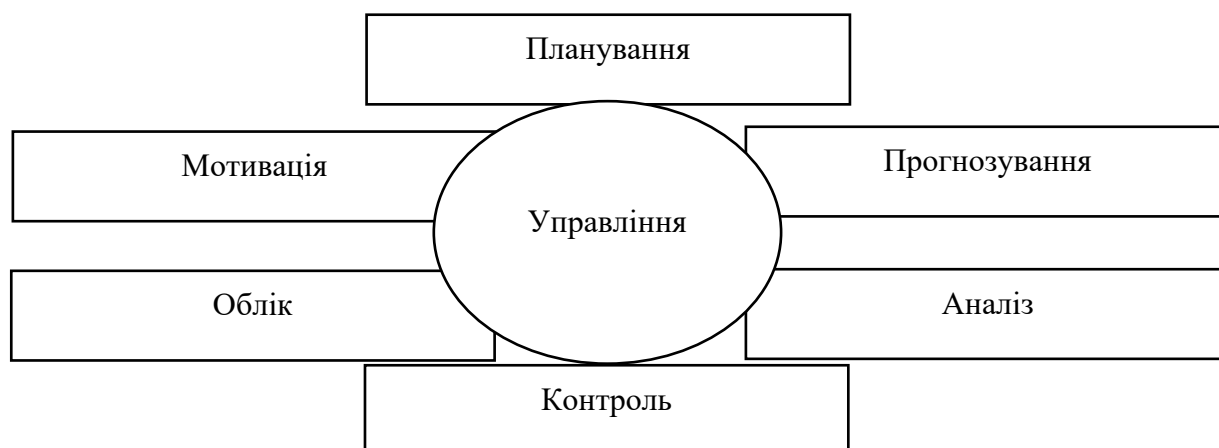 Планування
Мотивація
Прогнозування
Управління
Облік
Аналіз
Контроль